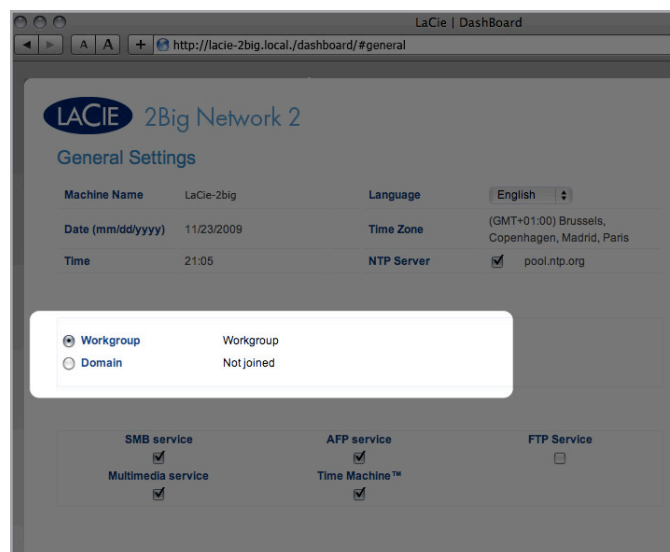 LaCie | DashBoard
A A + http://lacie-2big.local./dashboard/#general
LACIE 2Big Network 2
General Settings
Machine Name LaCie-2big Language English
Date (mm/dd/yyyy) 11/23/2009 Time Zone (GMT+01:00) Brussels,
Copenhagen, Madrid, Paris
Time 21:05 NTP Server pool.ntp.org
Workgroup Workgroup
Domain Not joined
SMB service AFP service FTP Service
Multimedia service Time Machine™